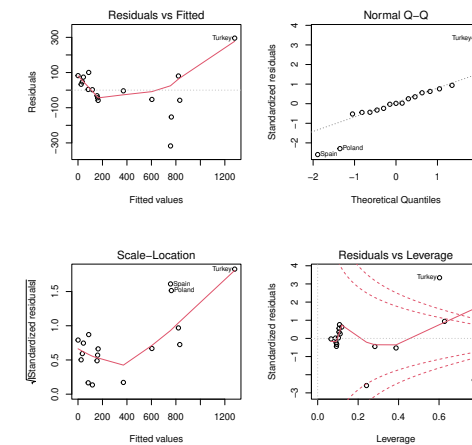 Residuals vs Fitted
Residuals
−300
−100
100
300
0
200
400
600
800
1200
Fitted values
Turkey
Normal Q−Q
Standardized residuals
−2
−1
0
1
2
3
4
−2
−1
0
1
Theoretical Quantiles
Turkey
Spain
Poland
Scale−Location
√|Standardized residuals|
0.0
0.5
1.0
1.5
0
200
400
600
800
1200
Fitted values
Turkey
Spain
Poland
Residuals vs Leverage
Standardized residuals
−3
−1
0
1
2
3
4
0.0
0.2
0.4
0.6
Leverage
Turkey